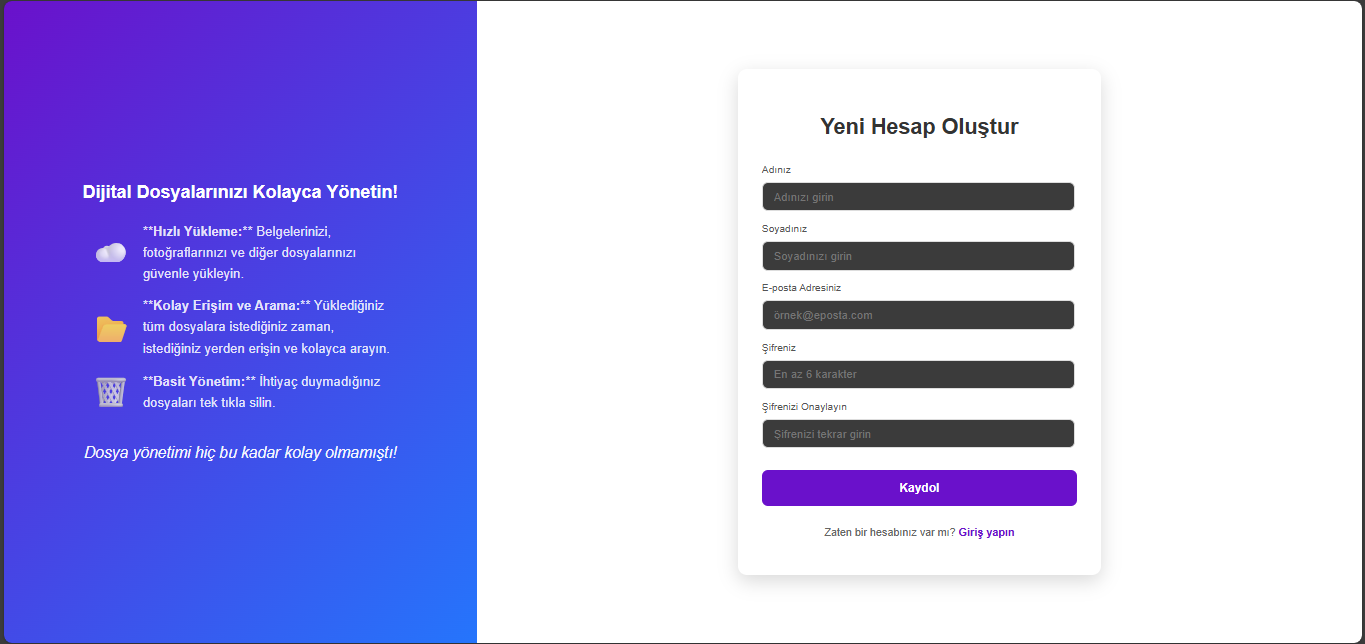 Dijital Dosyalarınızı Kolayca Yönetin!
**Hızlı Yükleme:** Belgelerinizi,
fotoğraflarınızı ve diğer dosyalarınızı
güvenle yükleyin.
**Kolay Erişim ve Arama:** Yüklediğiniz
tüm dosyalara istediğiniz zaman,
istediğiniz yerden erişin ve kolayca arayın.
**Basit Yönetim:** İhtiyaç duymadığınız
dosyaları tek tıkla silin.
Dosya yönetimi hiç bu kadar kolay olmamıştı!
Yeni Hesap Oluştur
Adınız
Adınızı girin
Soyadınız
Soyadınızı girin
E-posta Adresiniz
örnek@eposta.com
Şifreniz
En az 6 karakter
Şifrenizi Onaylayın
Şifrenizi tekrar girin
Kaydol
Zaten bir hesabınız var mı? Giriş yapın